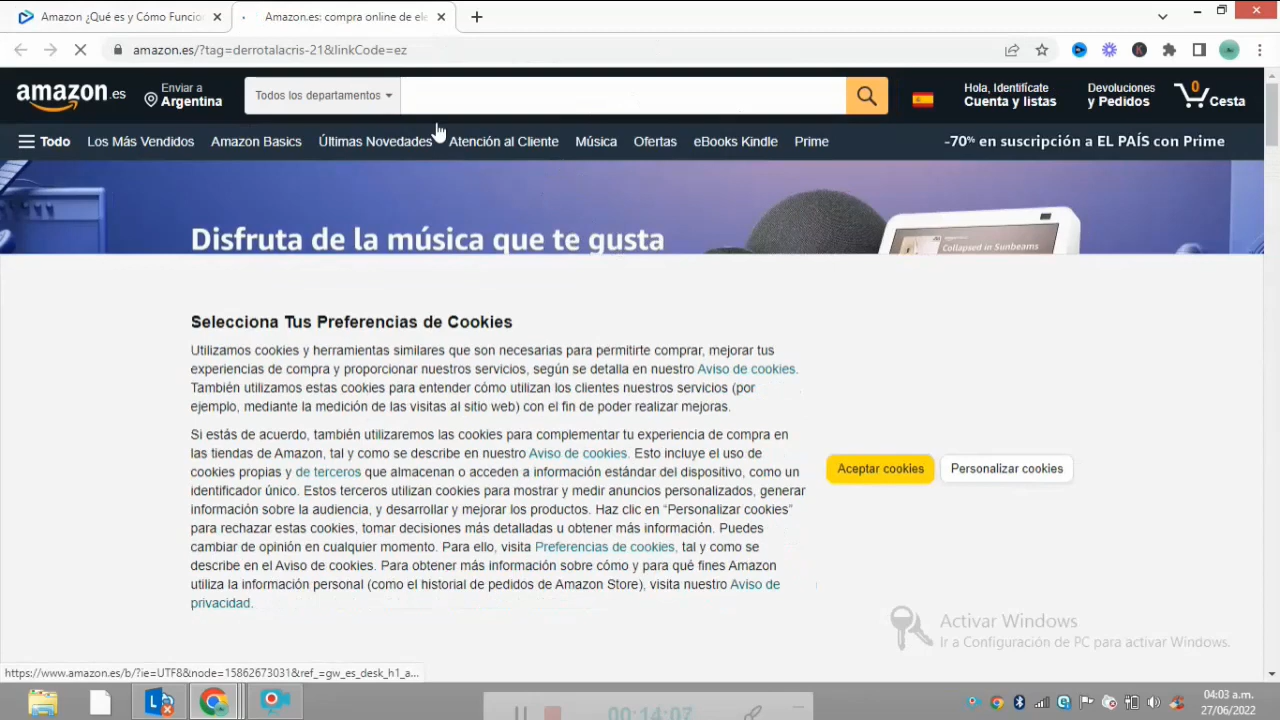 Amazon ¿Qué es y Cómo Funcio
Amazon.es: compra online de ele
amazon.es/?tag=derrotalacris-21&linkCode=ez
amazon.es
Enviar a
Argentina
Todos los departamentos
Hola, Identifícate
Cuenta y listas
Devoluciones
y Pedidos
0
Cesta
Todo
Los Más Vendidos
Amazon Basics
Últimas Novedades
Atención al Cliente
Música
Ofertas
eBooks Kindle
Prime
-70% en suscripción a EL PAÍS con Prime
Disfruta de la música que te gusta
Collapsed in Sunbeams
Selecciona Tus Preferencias de Cookies
Utilizamos cookies y herramientas similares que son necesarias para permitirte comprar, mejorar tus
experiencias de compra y proporcionar nuestros servicios, según se detalla en nuestro Aviso de cookies.
También utilizamos estas cookies para entender cómo utilizan los clientes nuestros servicios (por
ejemplo, mediante la medición de las visitas al sitio web) con el fin de poder realizar mejoras.
Si estás de acuerdo, también utilizaremos las cookies para complementar tu experiencia de compra en
las tiendas de Amazon, tal y como se describe en nuestro Aviso de cookies. Esto incluye el uso de
cookies propias y de terceros que almacenan o acceden a información estándar del dispositivo, como un
identificador único. Estos terceros utilizan cookies para mostrar y medir anuncios personalizados, generar
información sobre la audiencia, y desarrollar y mejorar los productos. Haz clic en “Personalizar cookies”
para rechazar estas cookies, tomar decisiones más detalladas u obtener más información. Puedes
cambiar de opinión en cualquier momento. Para ello, visita Preferencias de cookies, tal y como se
describe en el Aviso de cookies. Para obtener más información sobre cómo y para qué fines Amazon
utiliza la información personal (como el historial de pedidos de Amazon Store), visita nuestro Aviso de
privacidad.
Aceptar cookies
Personalizar cookies
Activar Windows
Ir a Configuración de PC para activar Windows.
https://www.amazon.es/b/?ie=UTF8&node=15862673031&ref_=gw_es_desk_h1_a...
00:14:07
04:03 a.m.
27/06/2022